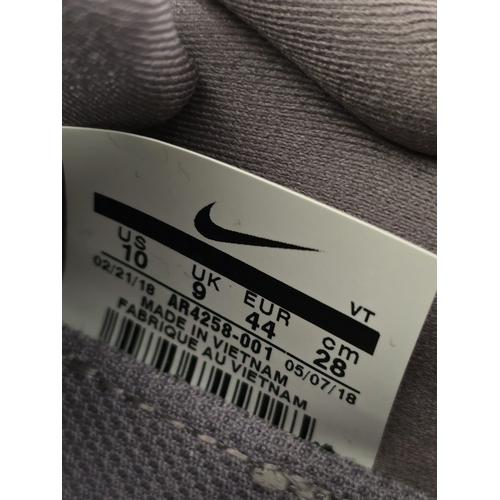 VT
US UK EUR cm
10 9 44 28
02/21/18 AR4258-001 05/07/18
MADE IN VIETNAM
FABRIQUE AU VIETNAM